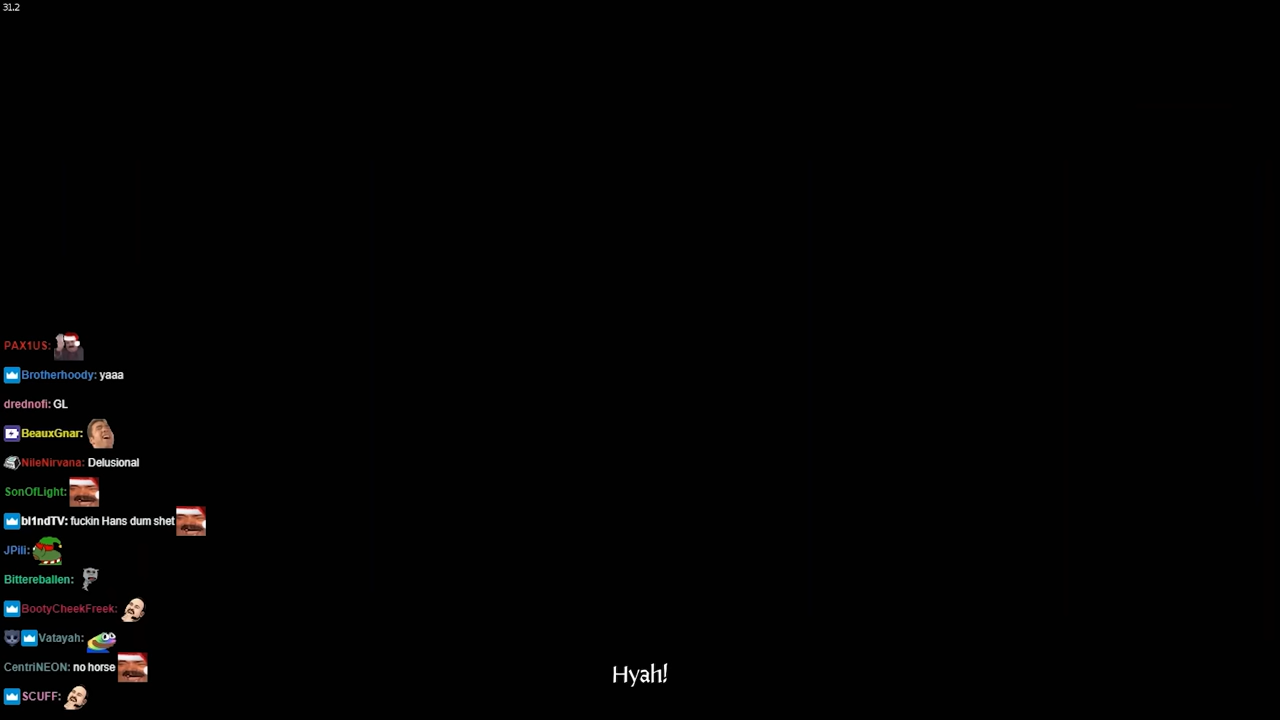 31.2
PAX1US:
Brotherhoody: yaaa
drednofi: GL
BeauxGnar:
NileNirvana: Delusional
SonOfLight:
bl1ndTV: fuckin Hans dum shet
JPili:
Bittereballen:
BootyCheekFreek:
Vatayah:
CentriNEON: no horse
Hyah!
SCUFF: